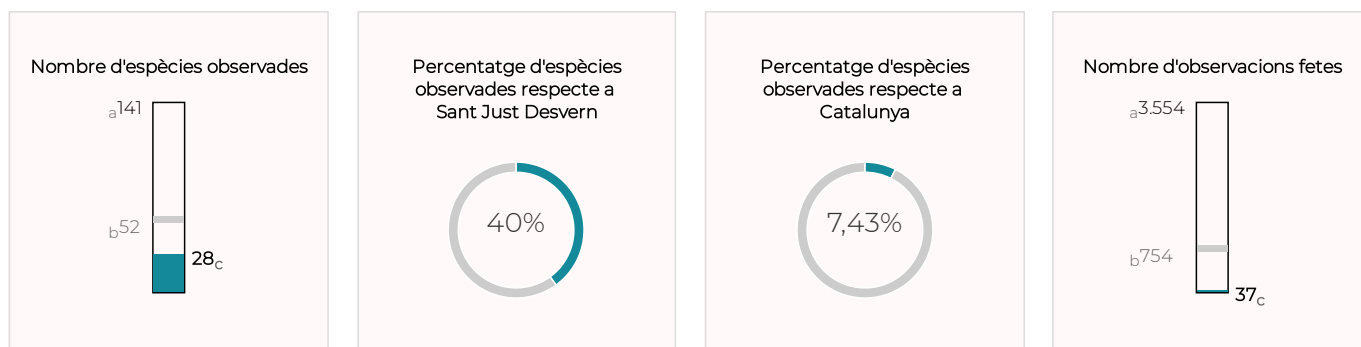 Nombre d'espècies observades
a141
b52
28c
Percentatge d'espècies
observades respecte a
Sant Just Desvern
40%
Percentatge d'espècies
observades respecte a
Catalunya
7,43%
Nombre d'observacions fetes
a3.554
b754
37c